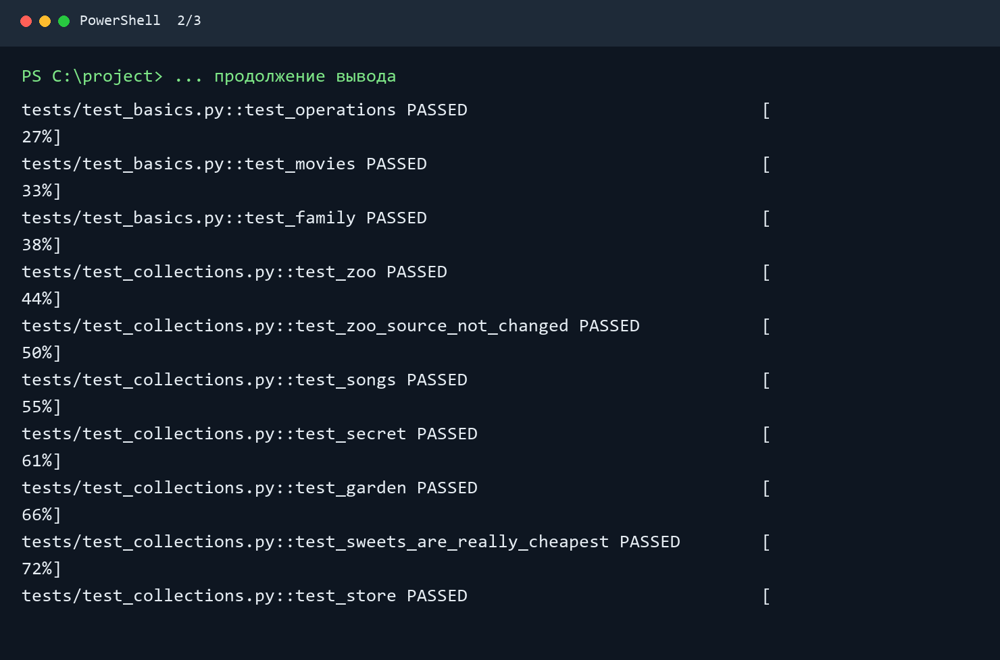 PowerShell 2/3
PS C:\project> ... продолжение вывода
tests/test_basics.py::test_operations PASSED [
27%]
tests/test_basics.py::test_movies PASSED [
33%]
tests/test_basics.py::test_family PASSED [
38%]
tests/test_collections.py::test_zoo PASSED [
44%]
tests/test_collections.py::test_zoo_source_not_changed PASSED [
50%]
tests/test_collections.py::test_songs PASSED [
55%]
tests/test_collections.py::test_secret PASSED [
61%]
tests/test_collections.py::test_garden PASSED [
66%]
tests/test_collections.py::test_sweets_are_really_cheapest PASSED [
72%]
tests/test_collections.py::test_store PASSED [